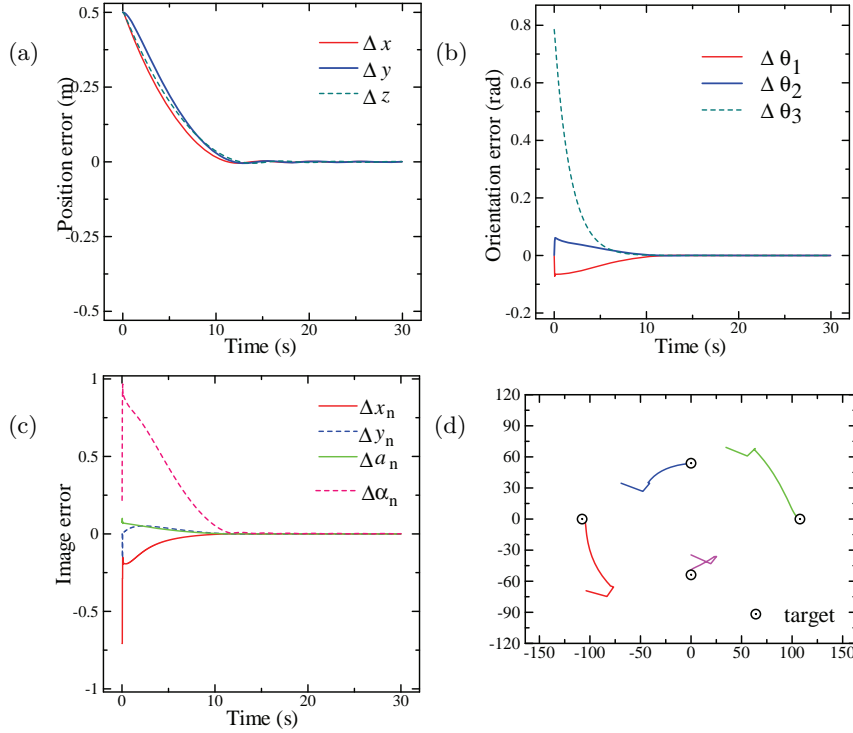 (a)
0.5
0.25
0
-0.25
-0.5
Position error (m)
Δ x
Δ y
Δ z
0 10 20 30
Time (s)
(b)
0.8
0.6
0.4
0.2
0
-0.2
Orientation error (rad)
Δ θ1
Δ θ2
Δ θ3
0 10 20 30
Time (s)
(c)
1
0.5
0
-0.5
-1
Image error
Δxn
Δyn
Δan
Δαn
0 10 20 30
Time (s)
(d)
120
90
60
30
0
-30
-60
-90
-120
target
-150 -100 -50 0 50 100 150